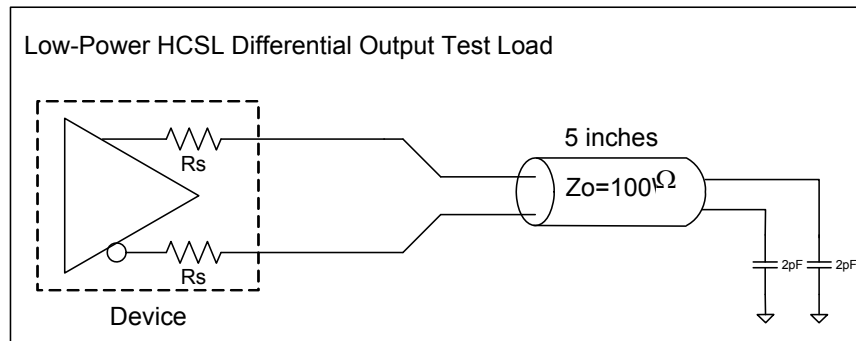 Low-Power HCSL Differential Output Test Load
Rs
5 inches
Zo=100Ω
Rs
2pF 2pF
Device